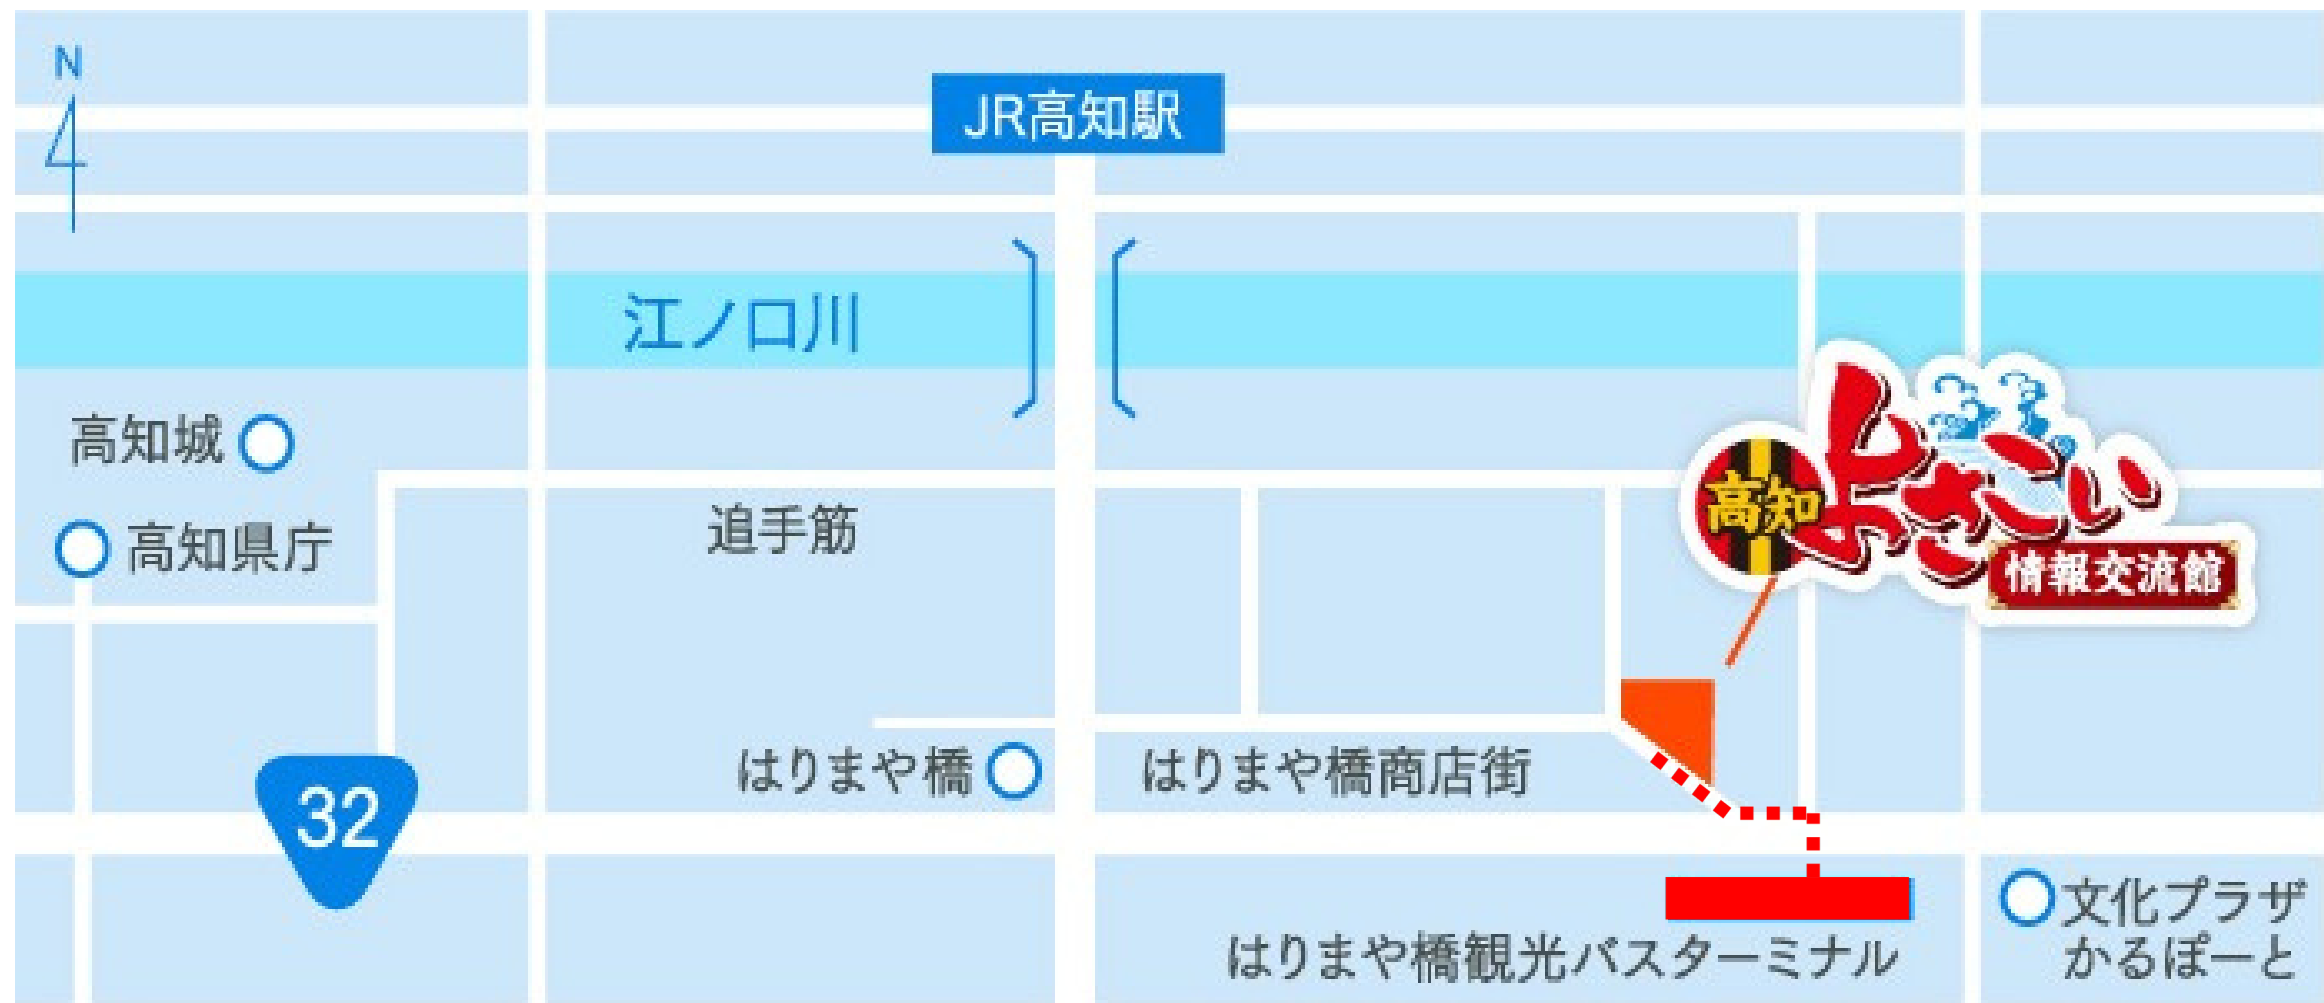 N
JR高知駅
江ノ口川
高知城
高知県庁
追手筋
高知
よさこい
情報交流館
はりまや橋
はりまや橋商店街
32
はりまや橋観光バスターミナル
文化プラザ
かるぽーと